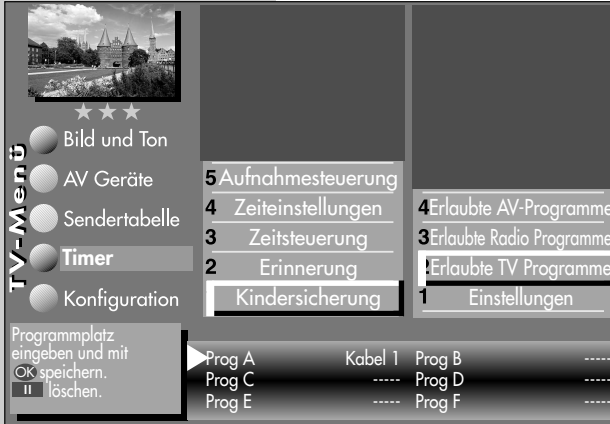 TV-Menü
Bild und Ton
AV Geräte
Sendertabelle
Timer
Konfiguration
5 Aufnahmesteuerung
4 Zeiteinstellungen
3 Zeitsteuerung
2 Erinnerung
Kindersicherung
4 Erlaubte AV-Programme
3 Erlaubte Radio Programme
2 Erlaubte TV Programme
1 Einstellungen
Programmplatz
eingeben und mit
OK speichern.
II löschen.
Prog A Kabel 1 Prog B -----
Prog C ----- Prog D -----
Prog E ----- Prog F -----